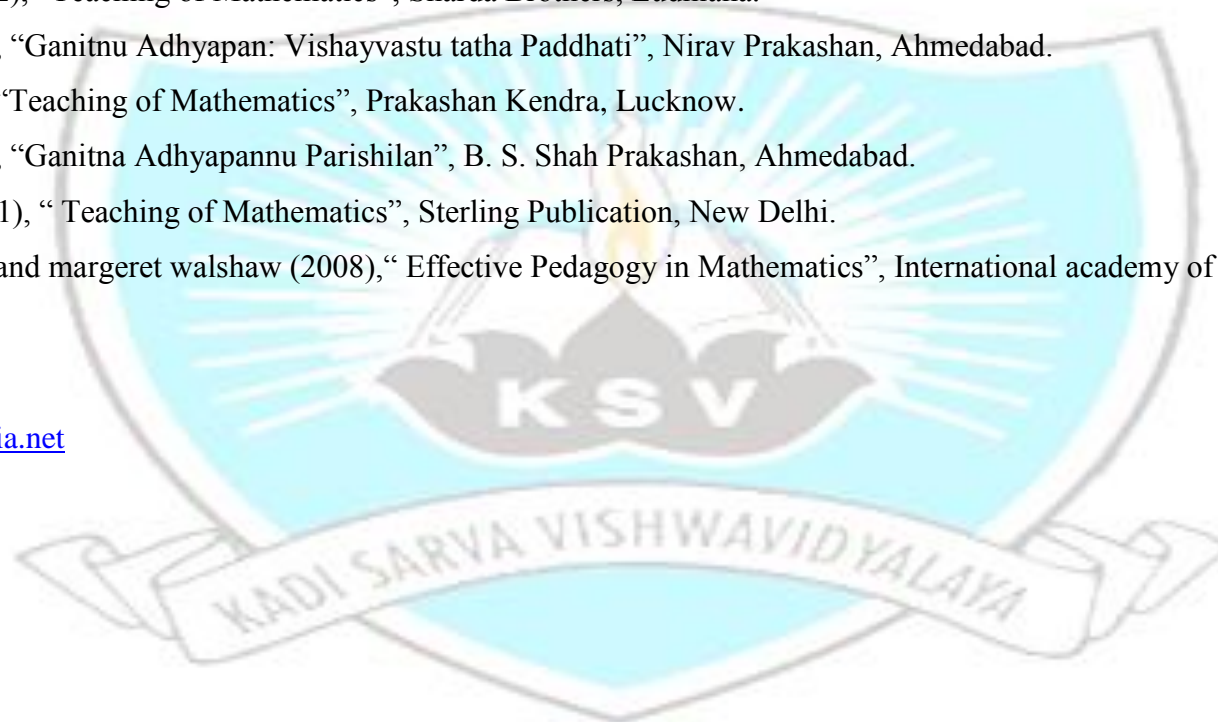 2), “Teaching of Mathematics”, Sharda Brothers, Ludhiana.
, “Ganitnu Adhyapan: Vishayvastu tatha Paddhati”, Nirav Prakashan, Ahmedabad.
“Teaching of Mathematics”, Prakashan Kendra, Lucknow.
, “Ganitna Adhyapannu Parishilan”, B. S. Shah Prakashan, Ahmedabad.
1), “ Teaching of Mathematics”, Sterling Publication, New Delhi.
and margeret walshaw (2008),“ Effective Pedagogy in Mathematics”, International academy of
KSV
ia.net
KADI SARVA VISHWAVIDYALAYA